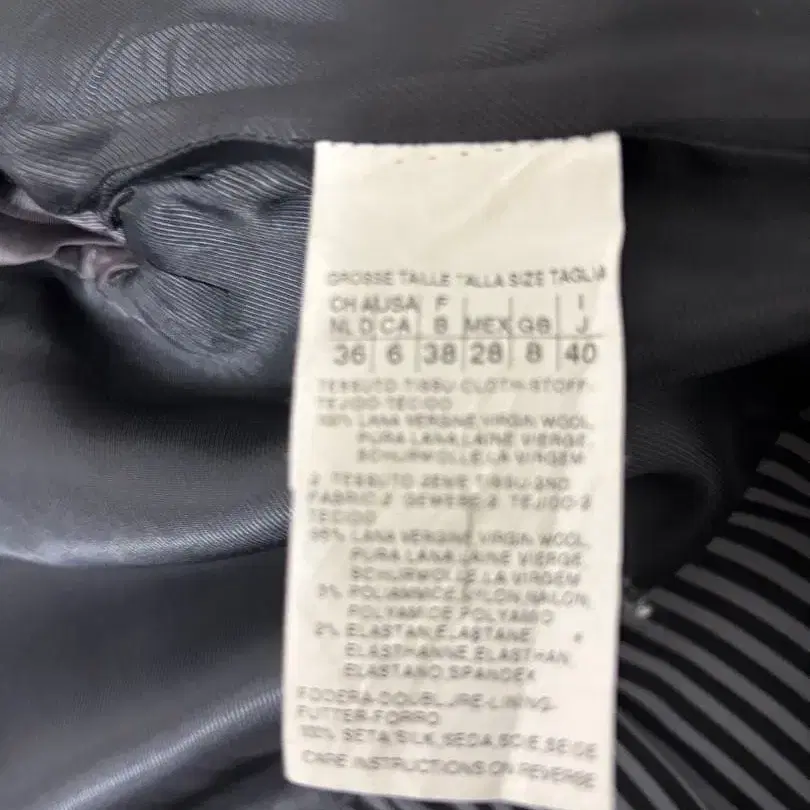 GROSSE TAILLE TALLA SIZE TAGLIA
CH A USA F I
NL D CA B MEX GB J
36 6 38 28 8 40
TESSUTO-TISSU-CLOTH-STOFF-
TEJIDO-TECIDO
100% LANA VERGINE, VIRGIN WOOL,
PURA LANA, LAINE VIERGE,
SCHURWOLLE, LA VIRGEM
2 TESSUTO 2EME TISSU-2ND
FABRIC-2 GEWEBE-2 TEJIDO-2
TECIDO
95% LANA VERGINE, VIRGIN WOOL,
PURA LANA, LAINE VIERGE,
SCHURWOLLE, LA VIRGEM
3% POLIAMMICE, NYLON, NAILON,
POLYAMIDE, POLYAMID
2% ELASTAN, ELASTANE
ELASTHANNE, ELASTHAN,
ELASTANO, SPANDEX
FODERA-DOUBLURE-LINING-
FUTTER-FORRO
100% SETA, SILK, SEDA, SOIE, SEIDE
CARE INSTRUCTIONS ON REVERSE